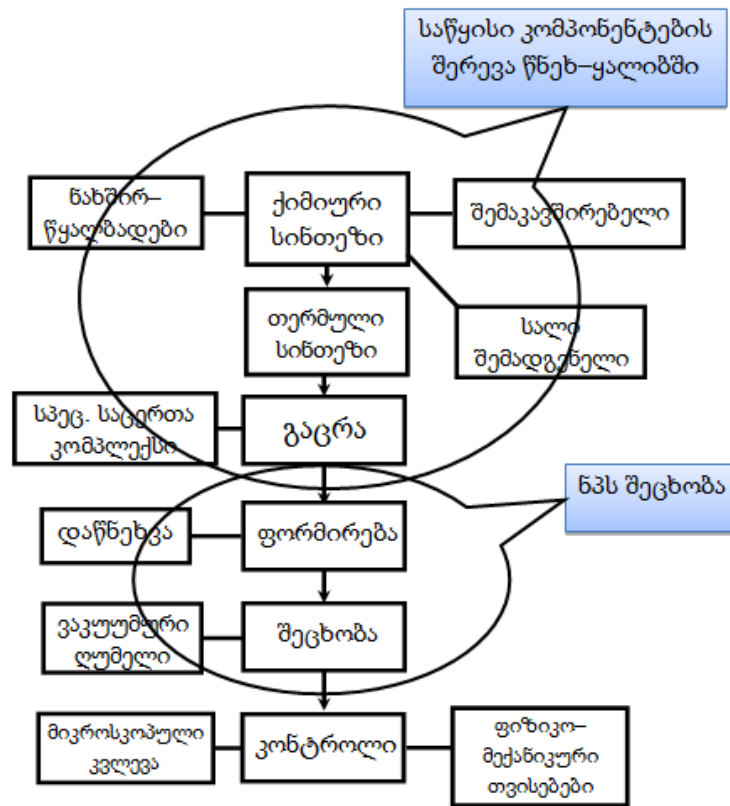 საწყისი კომპონენტების
შერევა წნეხ–ყალიბში
ნახშირ–
წყალბადები
ქიმიური
სინთეზი
შემაკავშირებელი
თერმული
სინთეზი
სალი
შემადგენელი
სპეც. საცერთა
კომპლექსი
გაცრა
ნპს შეცხობა
დაწნეხვა
ფორმირება
ვაკუუმური
ღუმელი
შეცხობა
მიკროსკოპული
კვლევა
კონტროლი
ფიზიკო–
მექანიკური
თვისებები